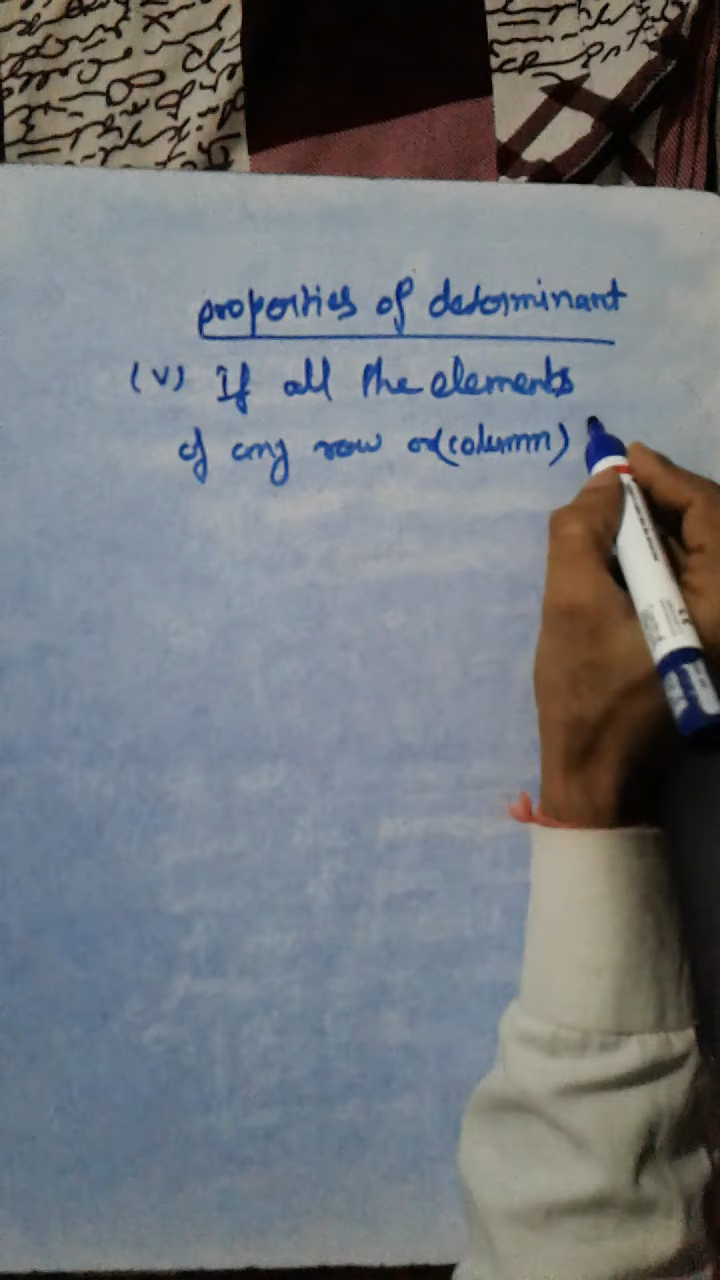 properties of determinant
(V) If all the elements
of any row or(column)